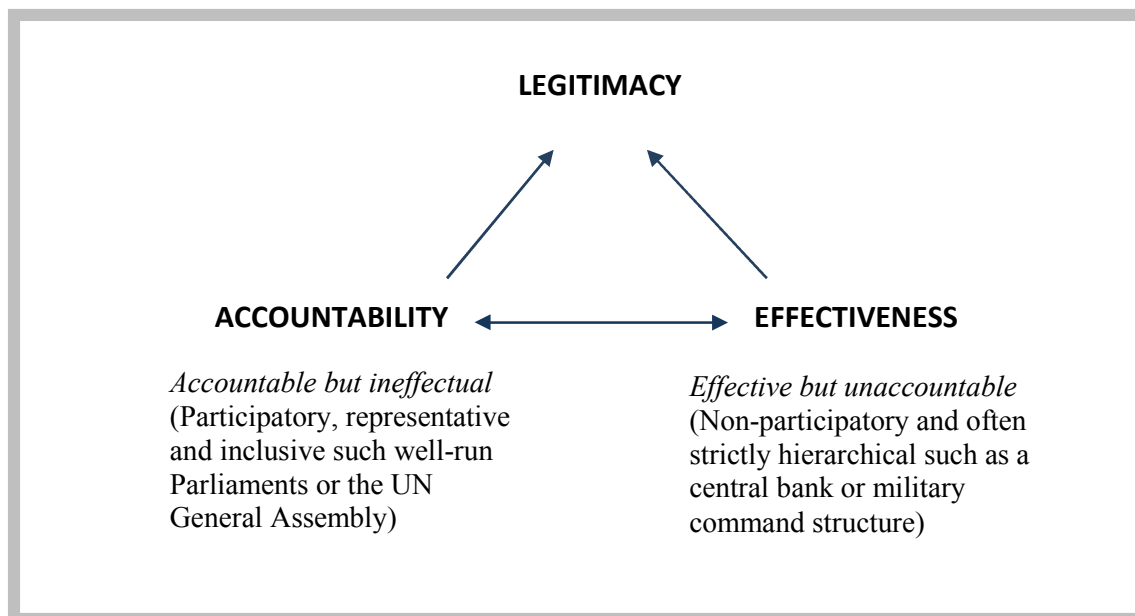 LEGITIMACY
ACCOUNTABILITY
Accountable but ineffectual
(Participatory, representative
and inclusive such well-run
Parliaments or the UN
General Assembly)
EFFECTIVENESS
Effective but unaccountable
(Non-participatory and often
strictly hierarchical such as a
central bank or military
command structure)